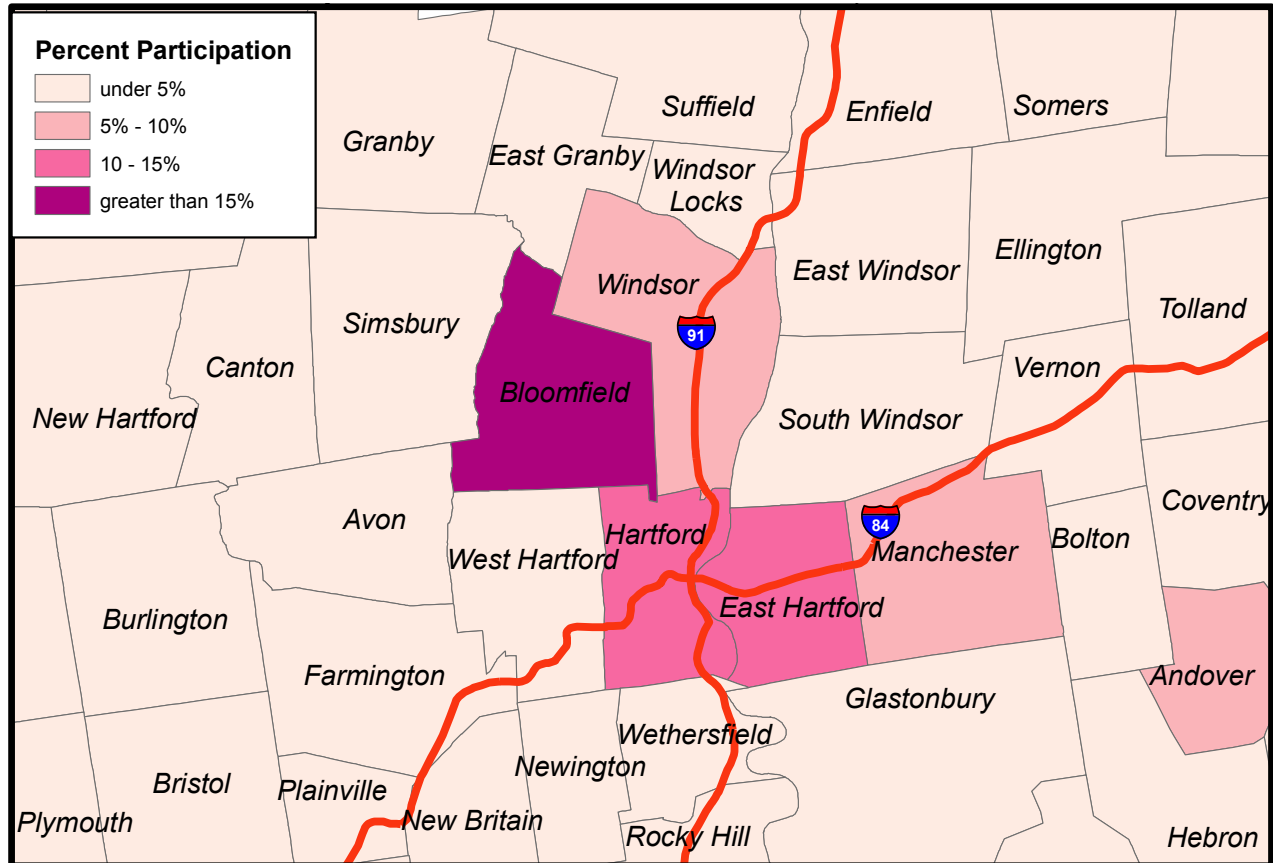 Percent Participation
under 5%
5% - 10%
10 - 15%
greater than 15%
Suffield
Enfield
Somers
Granby
East Granby
Windsor
Locks
Windsor
East Windsor
Ellington
Tolland
Simsbury
91
Vernon
Canton
Bloomfield
New Hartford
South Windsor
Coventry
Avon
Hartford
84
Manchester
Bolton
West Hartford
East Hartford
Burlington
Farmington
Andover
Glastonbury
Wethersfield
Newington
Bristol
Plainville
Plymouth
New Britain
Rocky Hill
Hebron